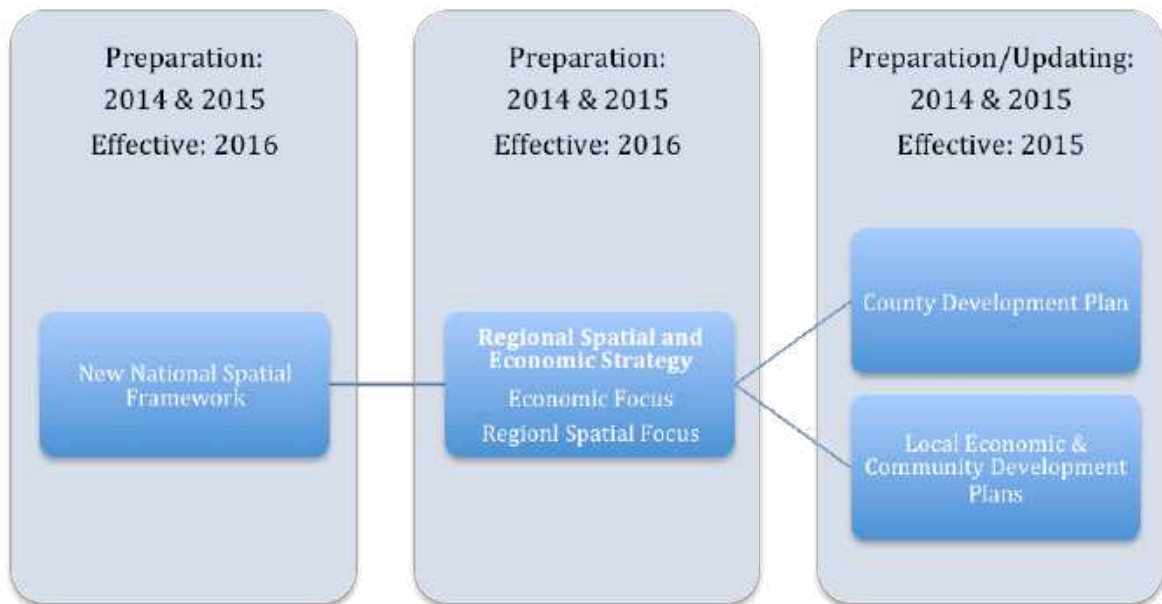 Preparation:
2014 & 2015
Effective: 2016
New National Spatial
Framework
Preparation:
2014 & 2015
Effective: 2016
Regional Spatial and
Economic Strategy
Economic Focus
Regionl Spatial Focus
Preparation/Updating:
2014 & 2015
Effective: 2015
County Development Plan
Local Economic &
Community Development
Plans